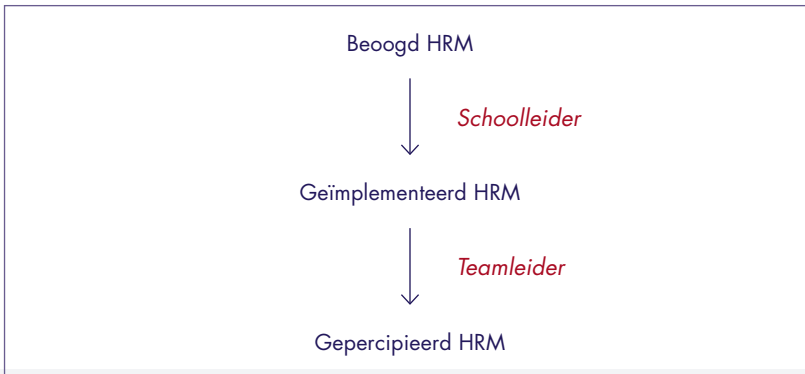 Beoogd HRM
Schoolleider
Geïmplementeerd HRM
Teamleider
Gepercipieerd HRM